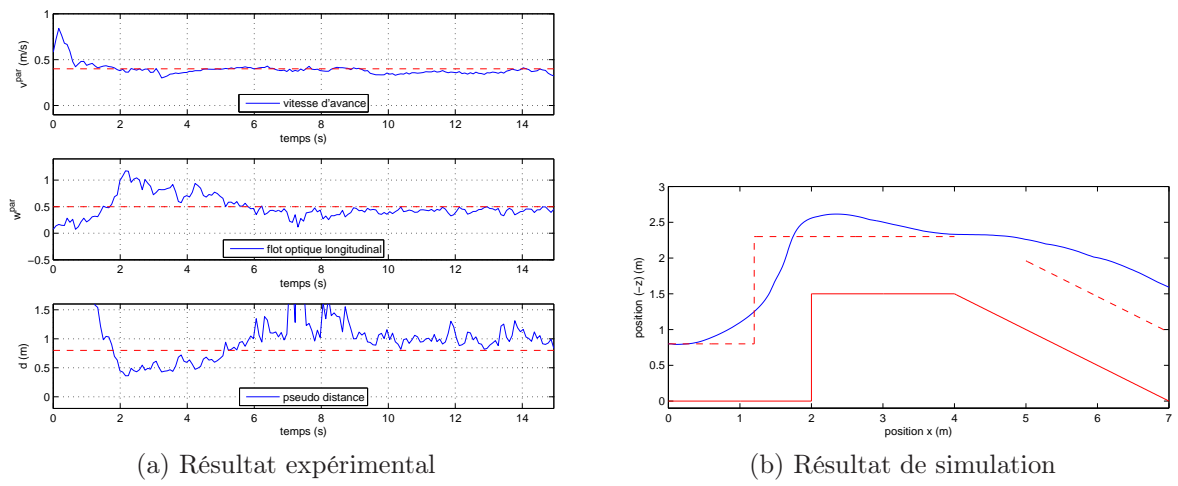 1
0.5
0
v^par (m/s)
0 2 4 6 8 10 12 14
vitesse d'avance
temps (s)
1
0.5
0
−0.5
w^par
0 2 4 6 8 10 12 14
flot optique longitudinal
temps (s)
1.5
1
0.5
0
d (m)
0 2 4 6 8 10 12 14
pseudo distance
temps (s)
(a) Résultat expérimental
3
2.5
2
1.5
1
0.5
0
position (−z) (m)
0 1 2 3 4 5 6 7
position x (m)
(b) Résultat de simulation